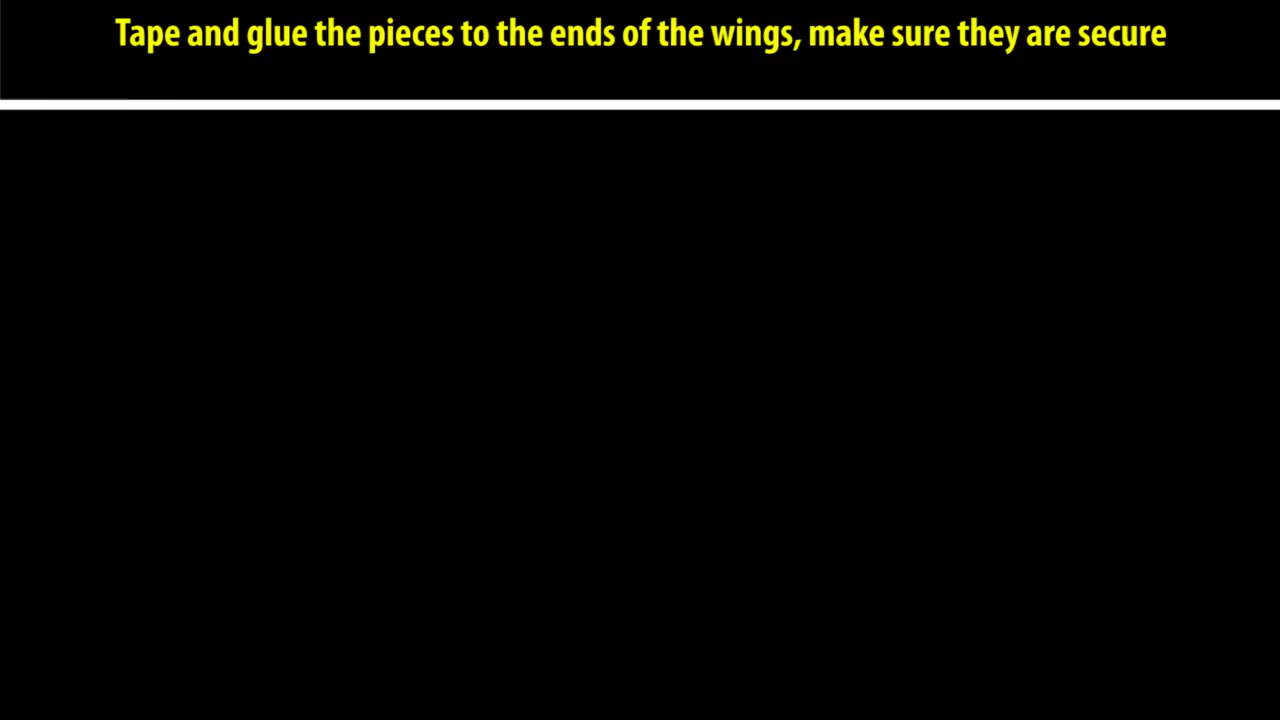 Tape and glue the pieces to the ends of the wings, make sure they are secure